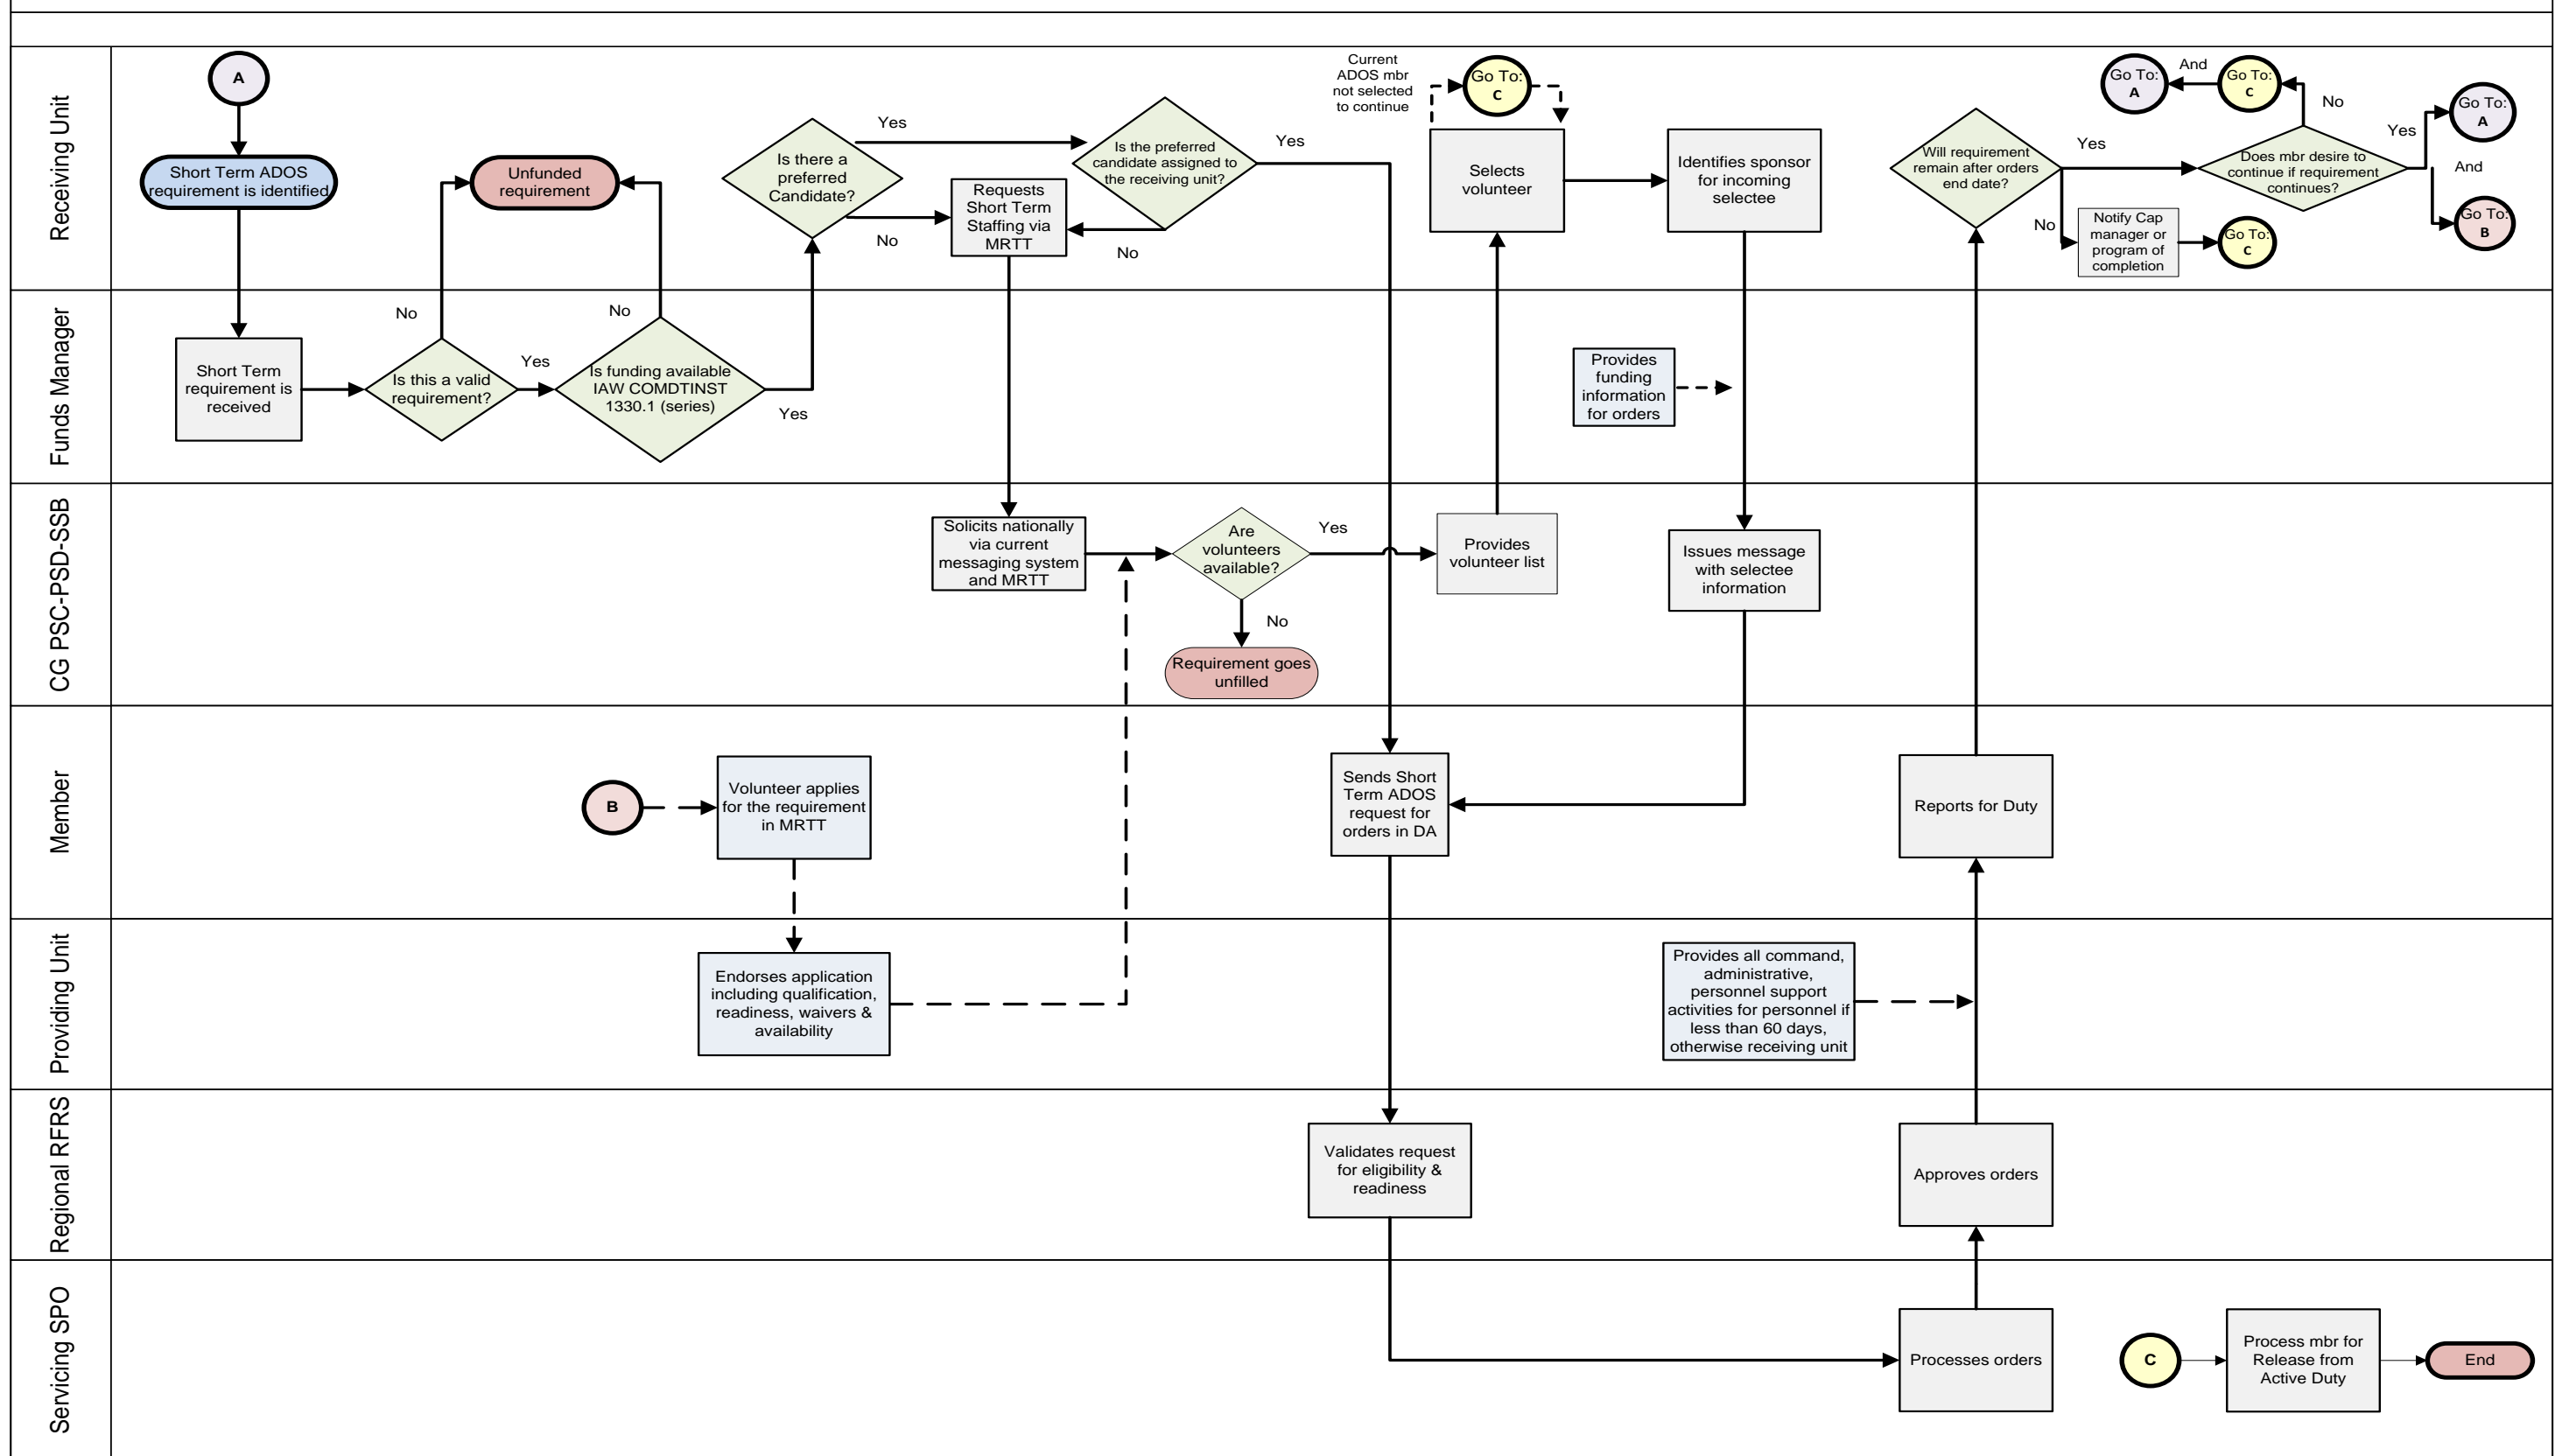 Receiving Unit
A
Short Term ADOS
requirement is identified
Unfunded
requirement
Is there a
preferred
Candidate?
Yes
No
Requests
Short Term
Staffing via
MRTT
Is the preferred
candidate assigned to
the receiving unit?
Yes
No
Current
ADOS mbr
not selected
to continue
Go To:
C
Selects
volunteer
Identifies sponsor
for incoming
selectee
Will requirement
remain after orders
end date?
Yes
No
Notify Cap
manager or
program of
completion
Go To:
C
Go To:
A
And
Go To:
C
No
Does mbr desire to
continue if requirement
continues?
Yes
Go To:
A
And
Go To:
B
Funds Manager
Short Term
requirement is
received
No
Is this a valid
requirement?
Yes
No
Is funding available
IAW COMDTINST
1330.1 (series)
Yes
Provides
funding
information
for orders
CG PSC-PSD-SSB
Solicits nationally
via current
messaging system
and MRTT
Are
volunteers
available?
Yes
No
Requirement goes
unfilled
Provides
volunteer list
Issues message
with selectee
information
Member
B
Volunteer applies
for the requirement
in MRTT
Sends Short
Term ADOS
request for
orders in DA
Reports for Duty
Providing Unit
Endorses application
including qualification,
readiness, waivers &
availability
Provides all command,
administrative,
personnel support
activities for personnel if
less than 60 days,
otherwise receiving unit
Regional RFRS
Validates request
for eligibility &
readiness
Approves orders
Servicing SPO
Processes orders
C
Process mbr for
Release from
Active Duty
End